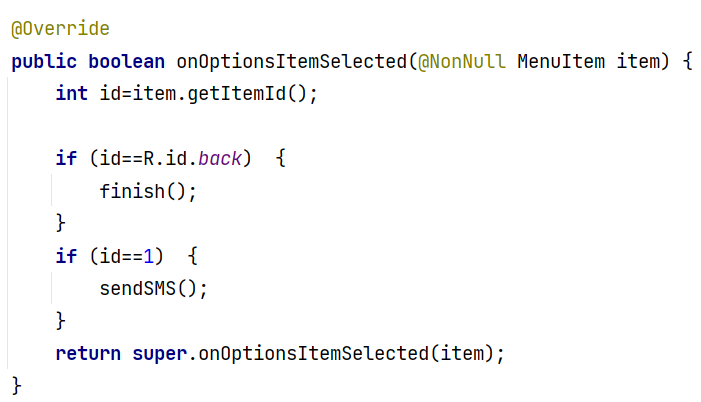 @Override
public boolean onOptionsItemSelected(@NonNull MenuItem item) {
    int id=item.getItemId();

    if (id==R.id.back)  {
        finish();
    }
    if (id==1)  {
        sendSMS();
    }
    return super.onOptionsItemSelected(item);
}